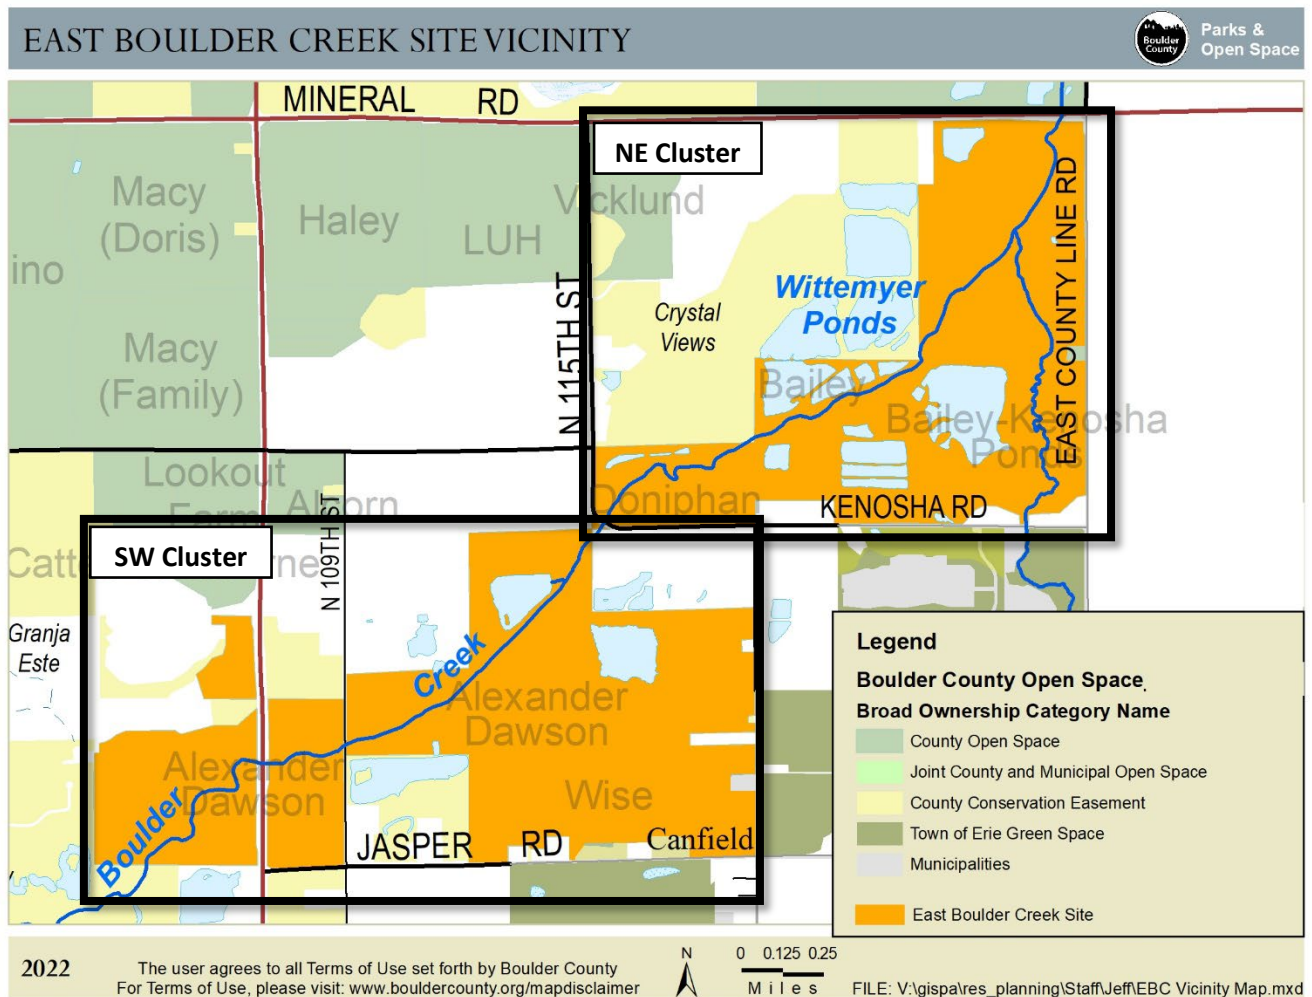 EAST BOULDER CREEK SITE VICINITY
Boulder
County
Parks &
Open Space
MINERAL RD
NE Cluster
Macy
(Doris)
Haley
Vicklund
LUH
ino
N 115TH ST
EAST COUNTY LINE RD
Wittemyer
Ponds
Crystal
Views
Macy
(Family)
Bailey
Bailey-Kenosha
Ponds
Lookout
Farm
Alborn
Doniphan
KENOSHA RD
N 109TH ST
SW Cluster
Catt
rne
Granja
Este
Creek
Alexander
Dawson
Alexander
Dawson
Wise
Boulder
JASPER RD
Canfield
Legend
Boulder County Open Space
Broad Ownership Category Name
County Open Space
Joint County and Municipal Open Space
County Conservation Easement
Town of Erie Green Space
Municipalities
East Boulder Creek Site
2022
The user agrees to all Terms of Use set forth by Boulder County
For Terms of Use, please visit: www.bouldercounty.org/mapdisclaimer
N
0 0.125 0.25
Miles
FILE: V:\gispa\res_planning\Staff\Jeff\EBC Vicinity Map.mxd